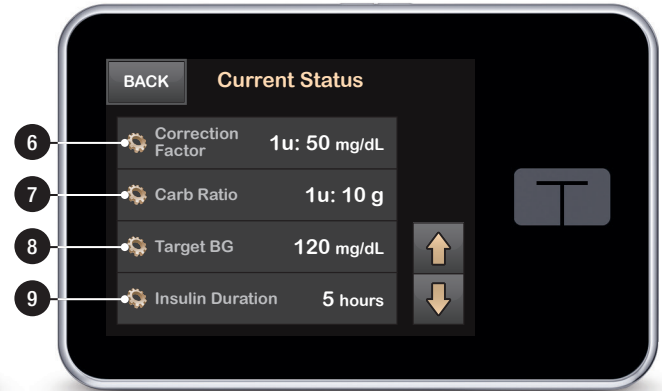 BACK
Current Status
6
Correction
Factor
1u: 50 mg/dL
7
Carb Ratio
1u: 10 g
8
Target BG
120 mg/dL
9
Insulin Duration
5 hours